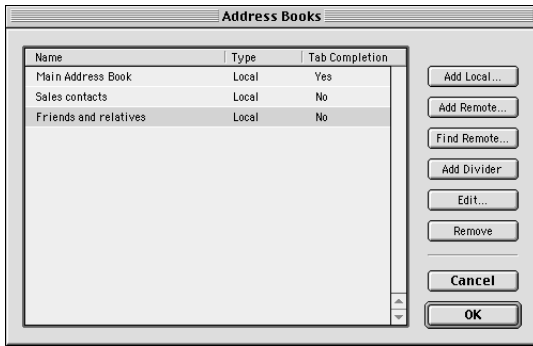 Address Books
Name Type Tab Completion
Main Address Book Local Yes
Sales contacts Local No
Friends and relatives Local No
Add Local...
Add Remote...
Find Remote...
Add Divider
Edit...
Remove
Cancel
OK